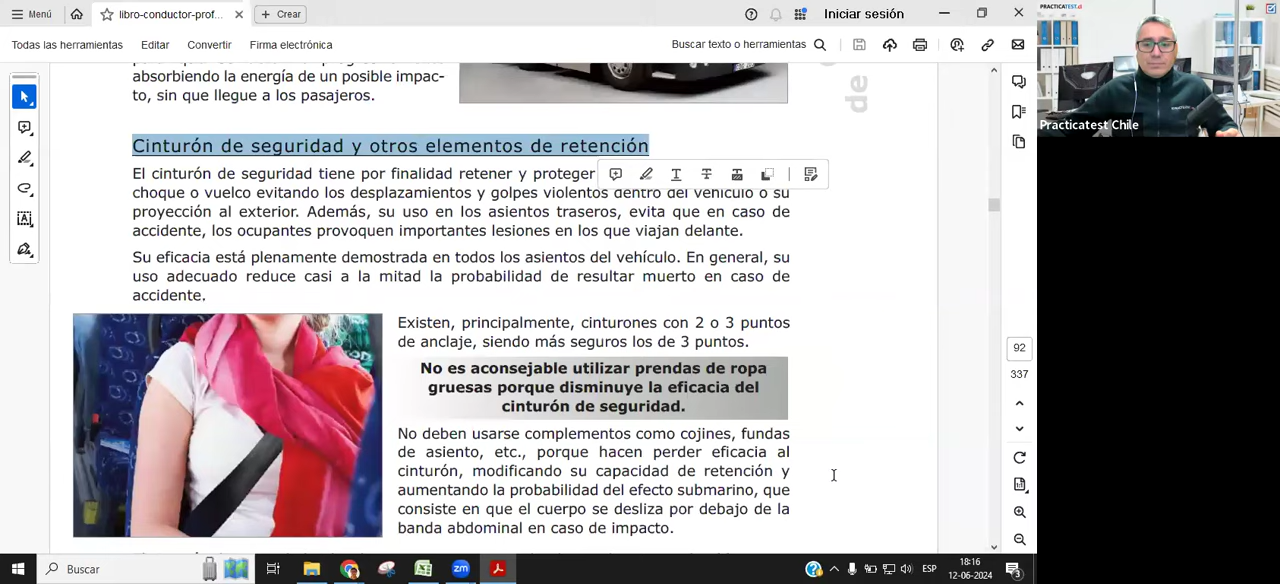 Menú
libro-conductor-prof...
Crear
Iniciar sesión
Todas las herramientas
Editar
Convertir
Firma electrónica
Buscar texto o herramientas
absorbiendo la energía de un posible impac-
to, sin que llegue a los pasajeros.
de
Cinturón de seguridad y otros elementos de retención
El cinturón de seguridad tiene por finalidad retener y proteger
choque o vuelco evitando los desplazamientos y golpes violentos dentro del vehículo o su
proyección al exterior. Además, su uso en los asientos traseros, evita que en caso de
accidente, los ocupantes provoquen importantes lesiones en los que viajan delante.
Su eficacia está plenamente demostrada en todos los asientos del vehículo. En general, su
uso adecuado reduce casi a la mitad la probabilidad de resultar muerto en caso de
accidente.
Existen, principalmente, cinturones con 2 o 3 puntos
de anclaje, siendo más seguros los de 3 puntos.
No es aconsejable utilizar prendas de ropa
gruesas porque disminuye la eficacia del
cinturón de seguridad.
No deben usarse complementos como cojines, fundas
de asiento, etc., porque hacen perder eficacia al
cinturón, modificando su capacidad de retención y
aumentando la probabilidad del efecto submarino, que
consiste en que el cuerpo se desliza por debajo de la
banda abdominal en caso de impacto.
92
337
PRACTICATEST.cl
Practicatest Chile
Buscar
ESP
18:16
12-06-2024
3